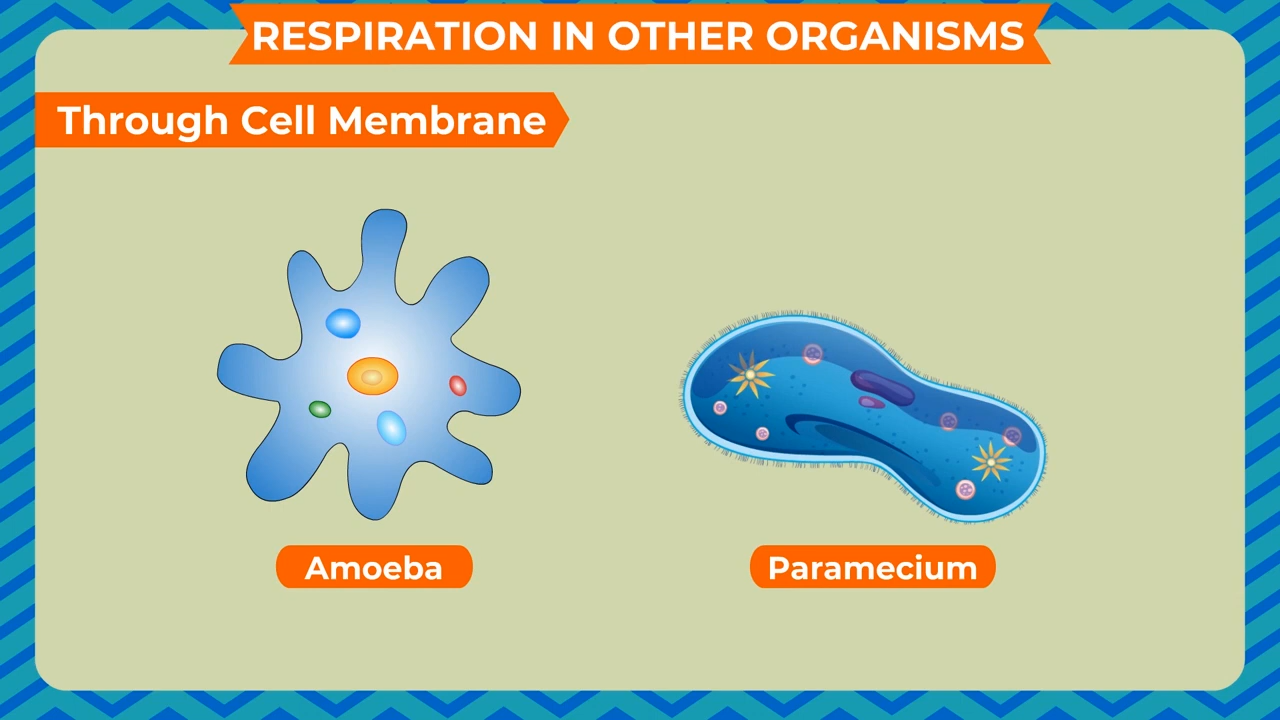 RESPIRATION IN OTHER ORGANISMS
Through Cell Membrane
Amoeba
Paramecium